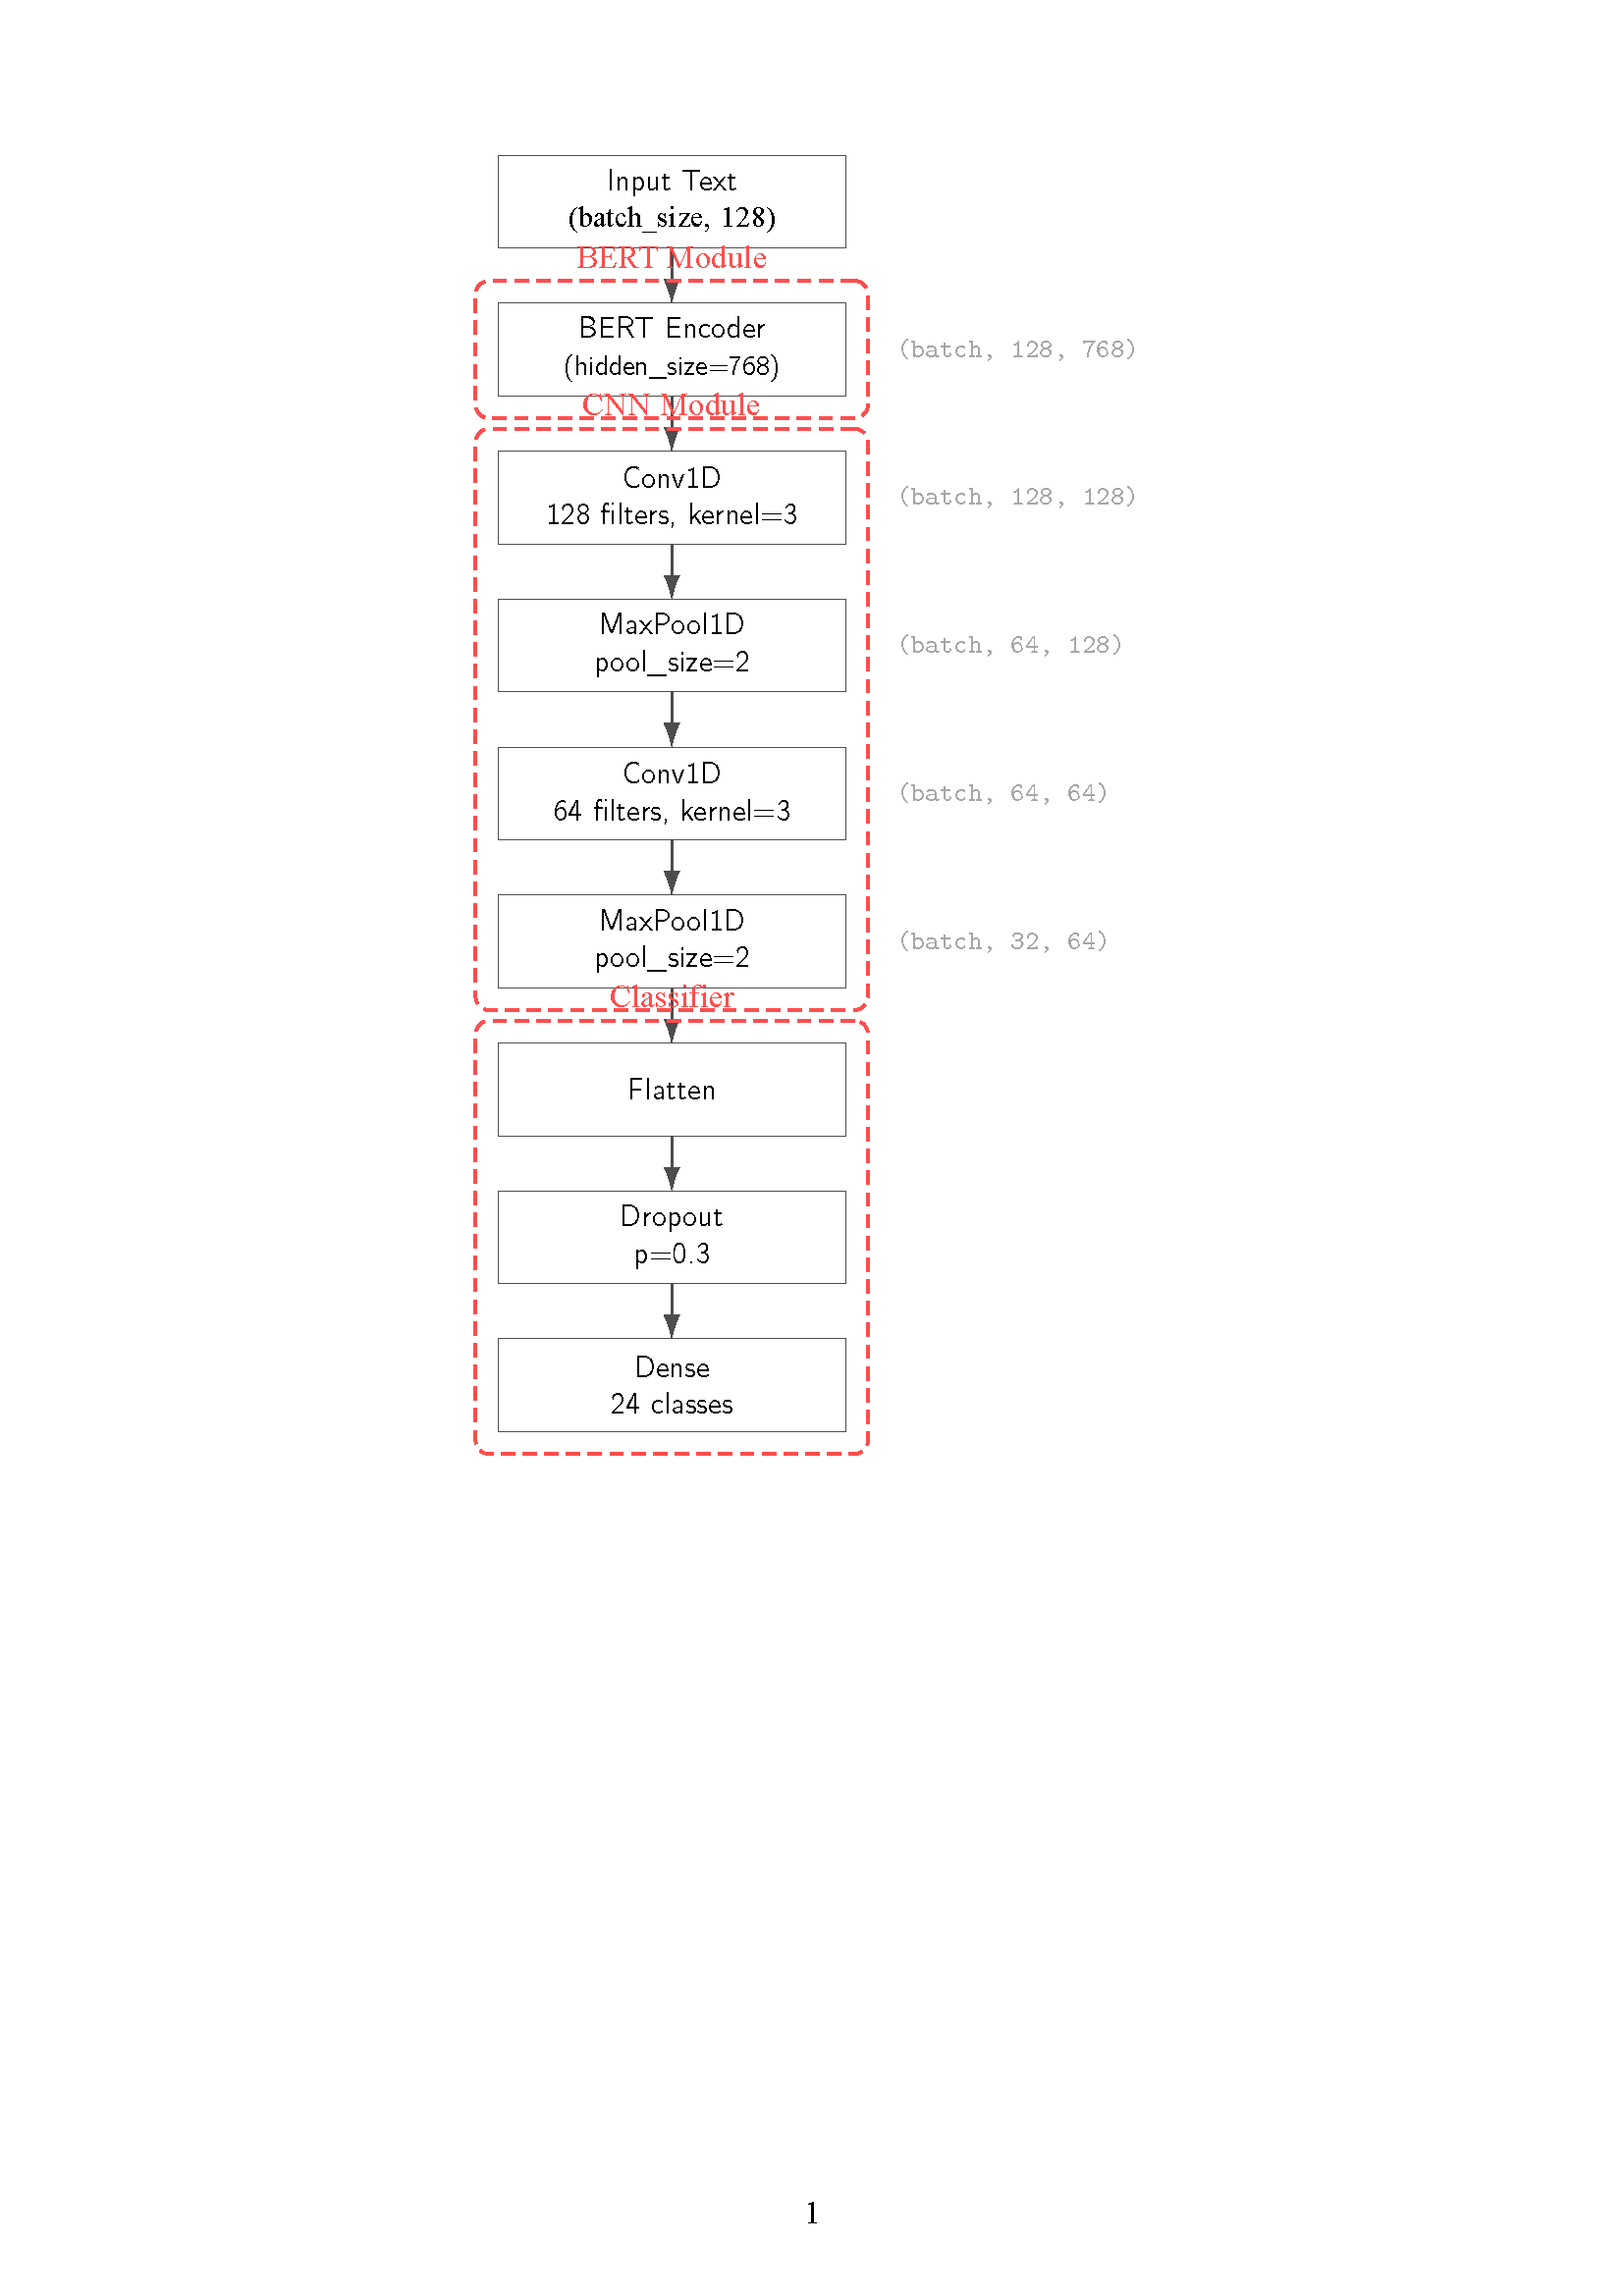 Input Text
(batch_size, 128)
BERT Module
BERT Encoder
(hidden_size=768)
(batch, 128, 768)
CNN Module
Conv1D
128 filters, kernel=3
(batch, 128, 128)
MaxPool1D
pool_size=2
(batch, 64, 128)
Conv1D
64 filters, kernel=3
(batch, 64, 64)
MaxPool1D
pool_size=2
(batch, 32, 64)
Classifier
Flatten
Dropout
p=0.3
Dense
24 classes
1